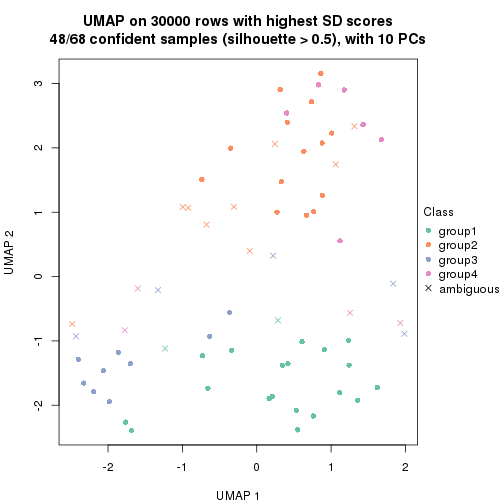 UMAP on 30000 rows with highest SD scores
48/68 confident samples (silhouette > 0.5), with 10 PCs
3
2
1
0
-1
-2
UMAP 2
-2
-1
0
1
2
UMAP 1
Class
group1
group2
group3
group4
ambiguous